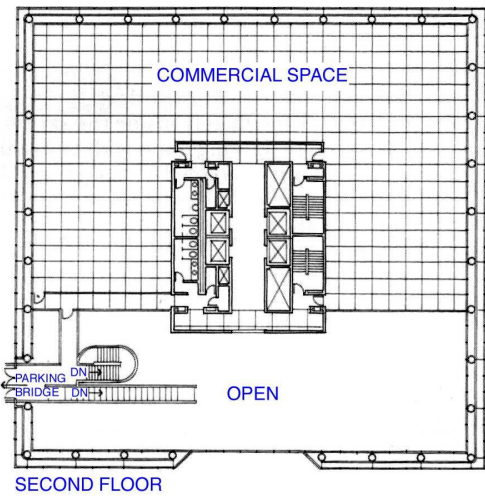 COMMERCIAL SPACE
PARKING DN
BRIDGE DN
OPEN
SECOND FLOOR